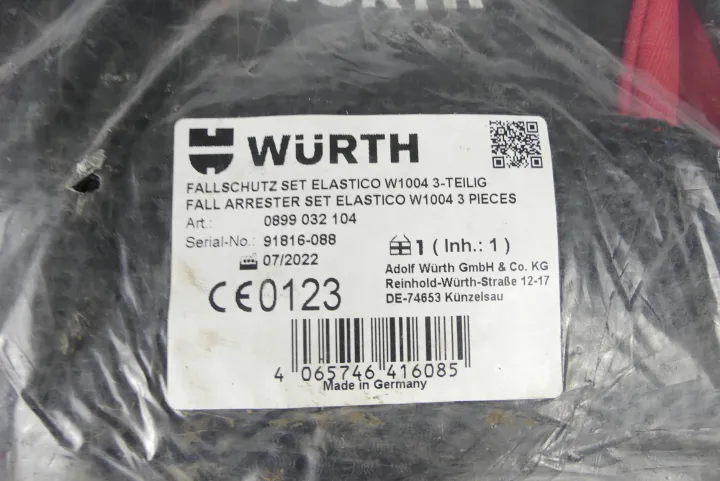 WÜRTH
WÜRTH
FALLSCHUTZ SET ELASTICO W1004 3-TEILIG
FALL ARRESTER SET ELASTICO W1004 3 PIECES
Art.: 0899 032 104
Serial-No.: 91816-088
1 ( Inh.: 1 )
07/2022
Adolf Würth GmbH & Co. KG
Reinhold-Würth-Straße 12-17
DE-74653 Künzelsau
CE0123
4 065746 416085
Made in Germany